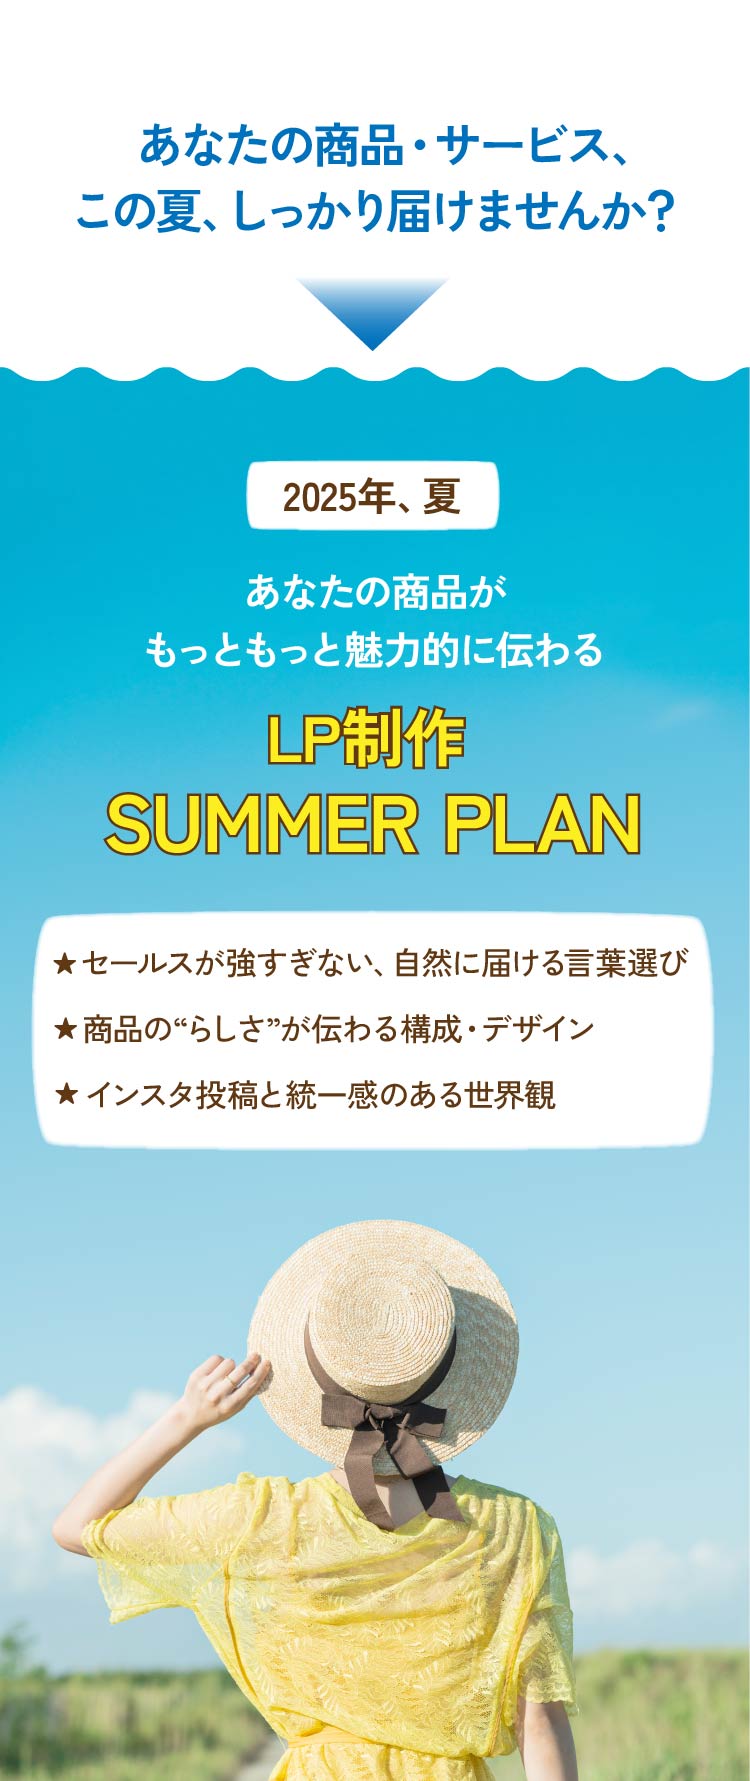 あなたの商品・サービス、
この夏、しっかり届けませんか？
2025年、夏
あなたの商品が
もっともっと魅力的に伝わる
LP制作
SUMMER PLAN
★セールスが強すぎない、自然に届ける言葉選び
★商品の“らしさ”が伝わる構成・デザイン
★インスタ投稿と統一感のある世界観